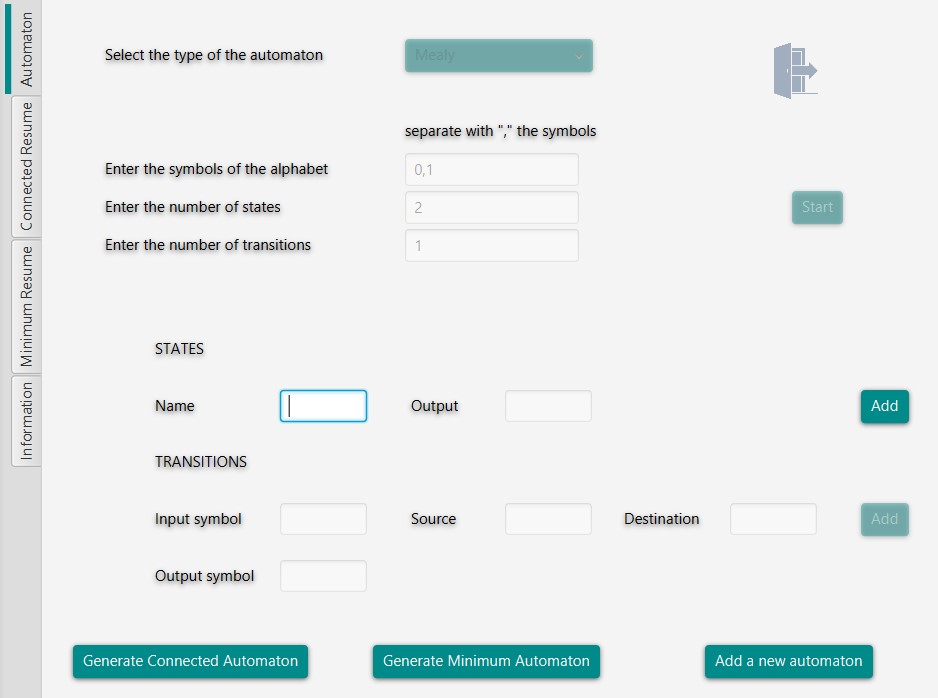 Automaton
Connected Resume
Minimum Resume
Information
Select the type of the automaton
Mealy
separate with "," the symbols
Enter the symbols of the alphabet
0,1
Enter the number of states
2
Start
Enter the number of transitions
1
STATES
Name
Output
Add
TRANSITIONS
Input symbol
Source
Destination
Add
Output symbol
Generate Connected Automaton
Generate Minimum Automaton
Add a new automaton